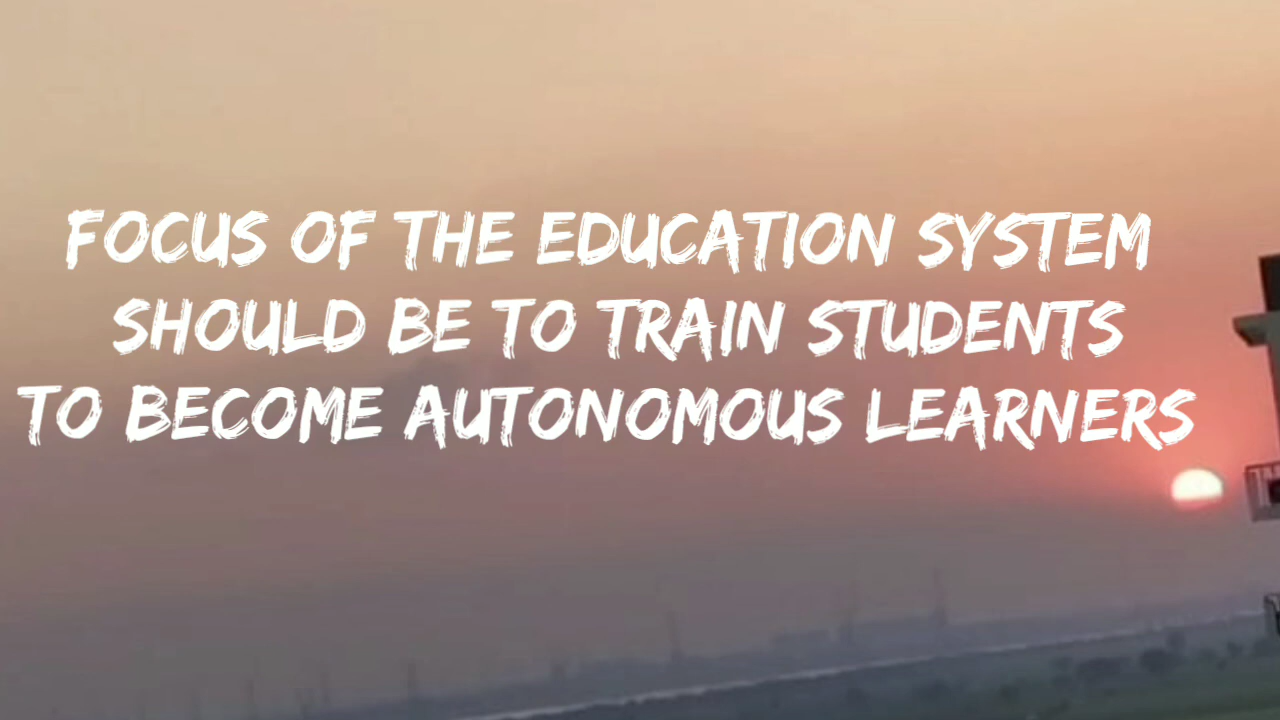 FOCUS OF THE EDUCATION SYSTEM
SHOULD BE TO TRAIN STUDENTS
TO BECOME AUTONOMOUS LEARNERS